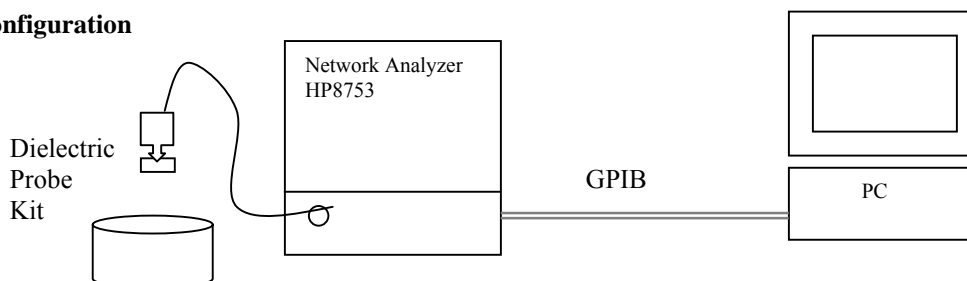 onfiguration
Network Analyzer
HP8753
Dielectric
Probe
Kit
GPIB
PC